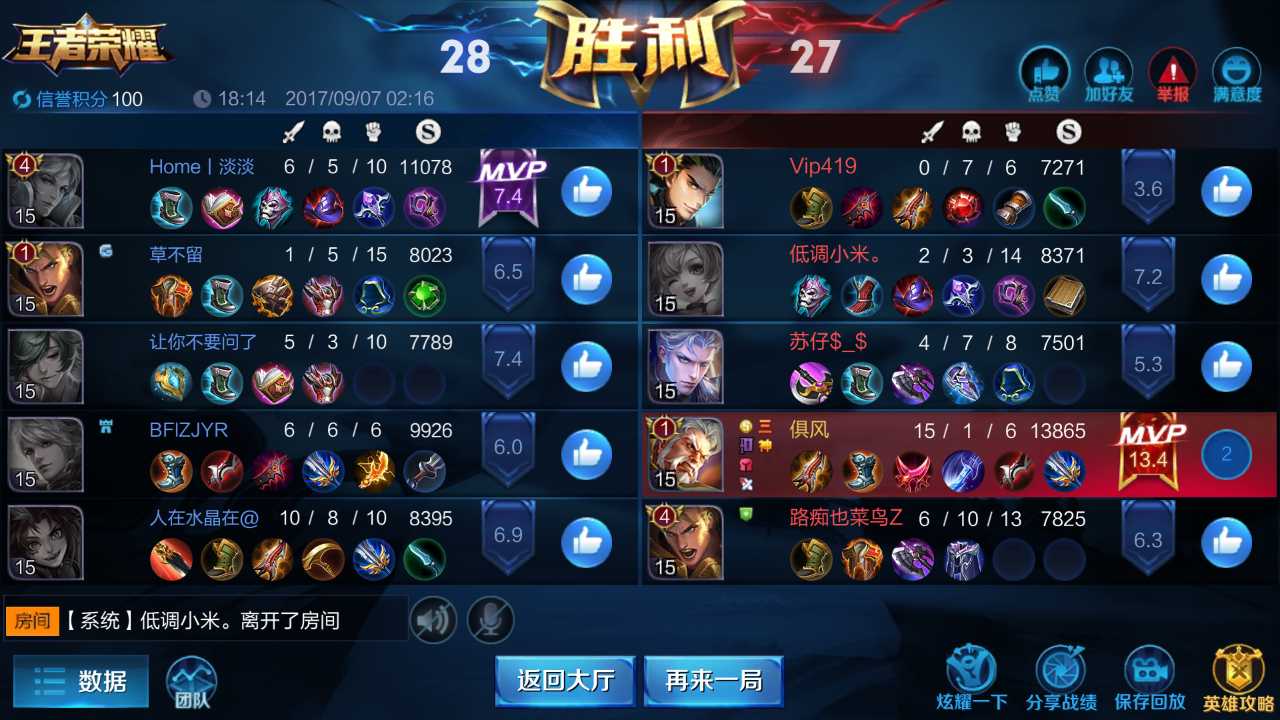 王者荣耀
28 胜利 27
信誉积分 100 18:14 2017/09/07 02:16
点赞 加好友 举报 满意度
S S
4 15 Home丨淡淡 6 / 5 / 10 11078 MVP 7.4
1 15 Vip419 0 / 7 / 6 7271 3.6
1 15 草不留 1 / 5 / 15 8023 6.5
15 低调小米。 2 / 3 / 14 8371 7.2
15 让你不要问了 5 / 3 / 10 7789 7.4
15 苏仔$_$ 4 / 7 / 8 7501 5.3
15 BFIZJYR 6 / 6 / 6 9926 6.0
1 15 三 神 俱风 15 / 1 / 6 13865 MVP 13.4 2
15 人在水晶在@ 10 / 8 / 10 8395 6.9
4 15 路痴也菜鸟Z 6 / 10 / 13 7825 6.3
房间 【系统】低调小米。离开了房间
数据 团队 返回大厅 再来一局 炫耀一下 分享战绩 保存回放 英雄攻略